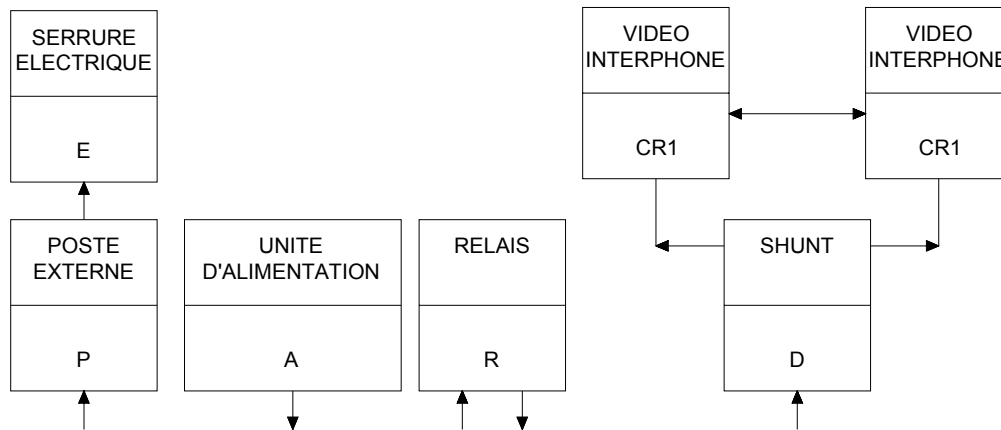 SERRURE
ELECTRIQUE
E
VIDEO
INTERPHONE
CR1
VIDEO
INTERPHONE
CR1
POSTE
EXTERNE
P
UNITE
D'ALIMENTATION
A
RELAIS
R
SHUNT
D